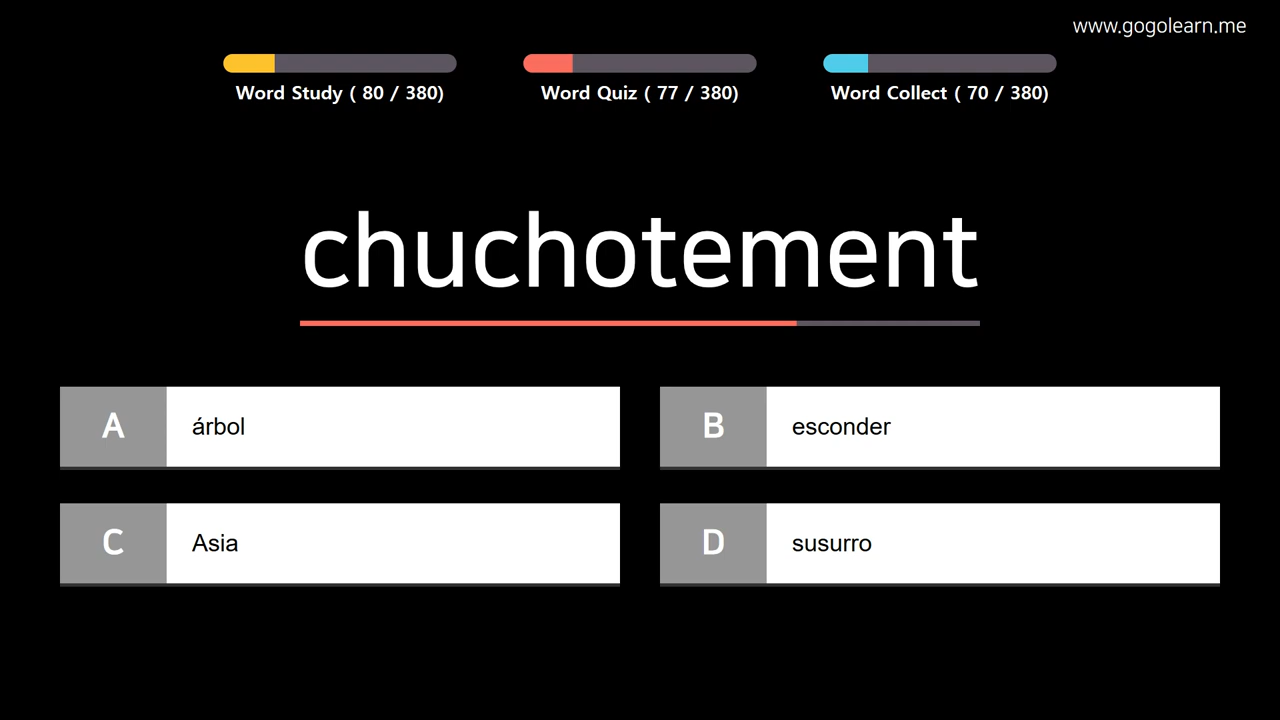 www.gogolearn.me
Word Study ( 80 / 380)
Word Quiz ( 77 / 380)
Word Collect ( 70 / 380)
chuchotement
A árbol
B esconder
C Asia
D susurro